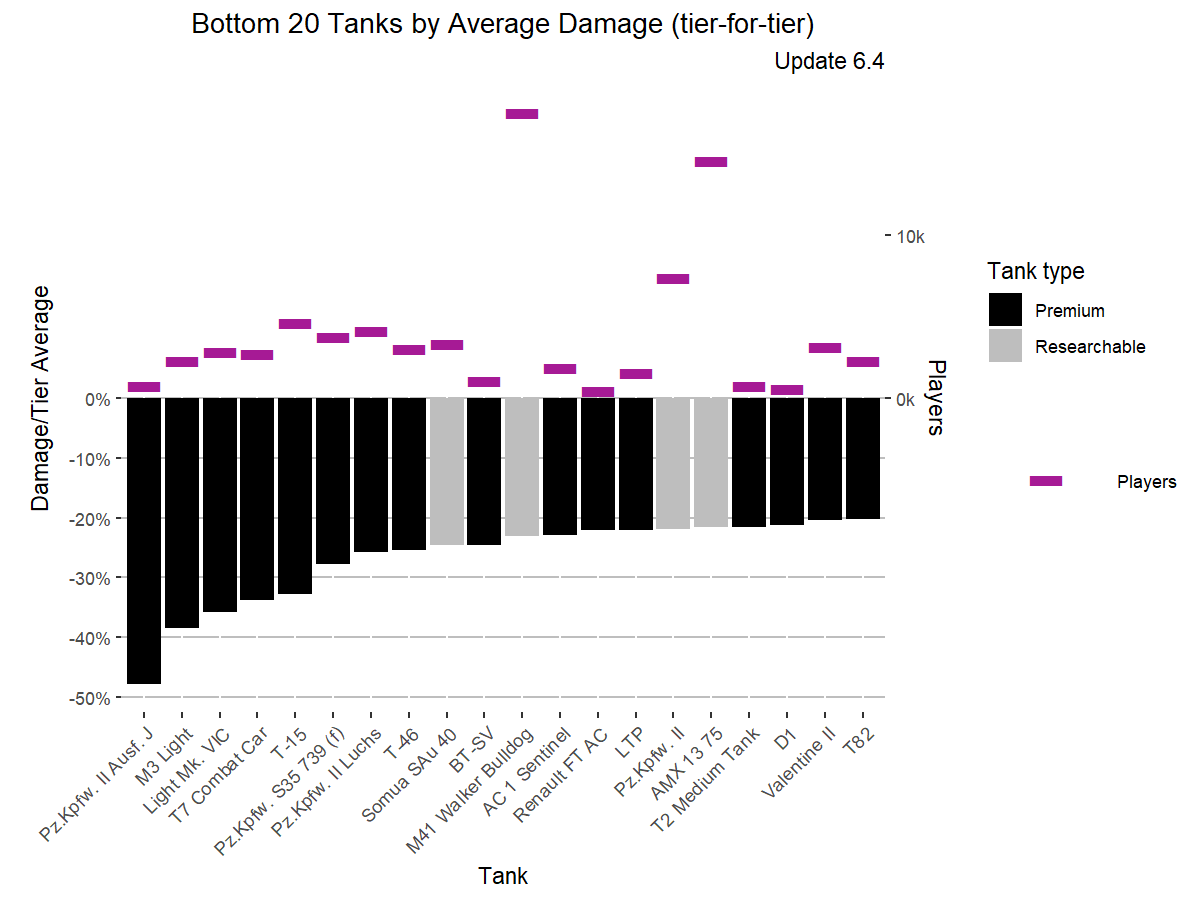 Bottom 20 Tanks by Average Damage (tier-for-tier)
Update 6.4
Damage/Tier Average
0%
-10%
-20%
-30%
-40%
-50%
10k
0k
Players
Tank type
Premium
Researchable
Players
Pz.Kpfw. II Ausf. J
M3 Light
Light Mk. VIC
T7 Combat Car
T-15
Pz.Kpfw. S35 739 (f)
Pz.Kpfw. II Luchs
T-46
Somua SAu 40
BT-SV
M41 Walker Bulldog
AC 1 Sentinel
Renault FT AC
LTP
Pz.Kpfw. II
AMX 13 75
T2 Medium Tank
D1
Valentine II
T82
Tank